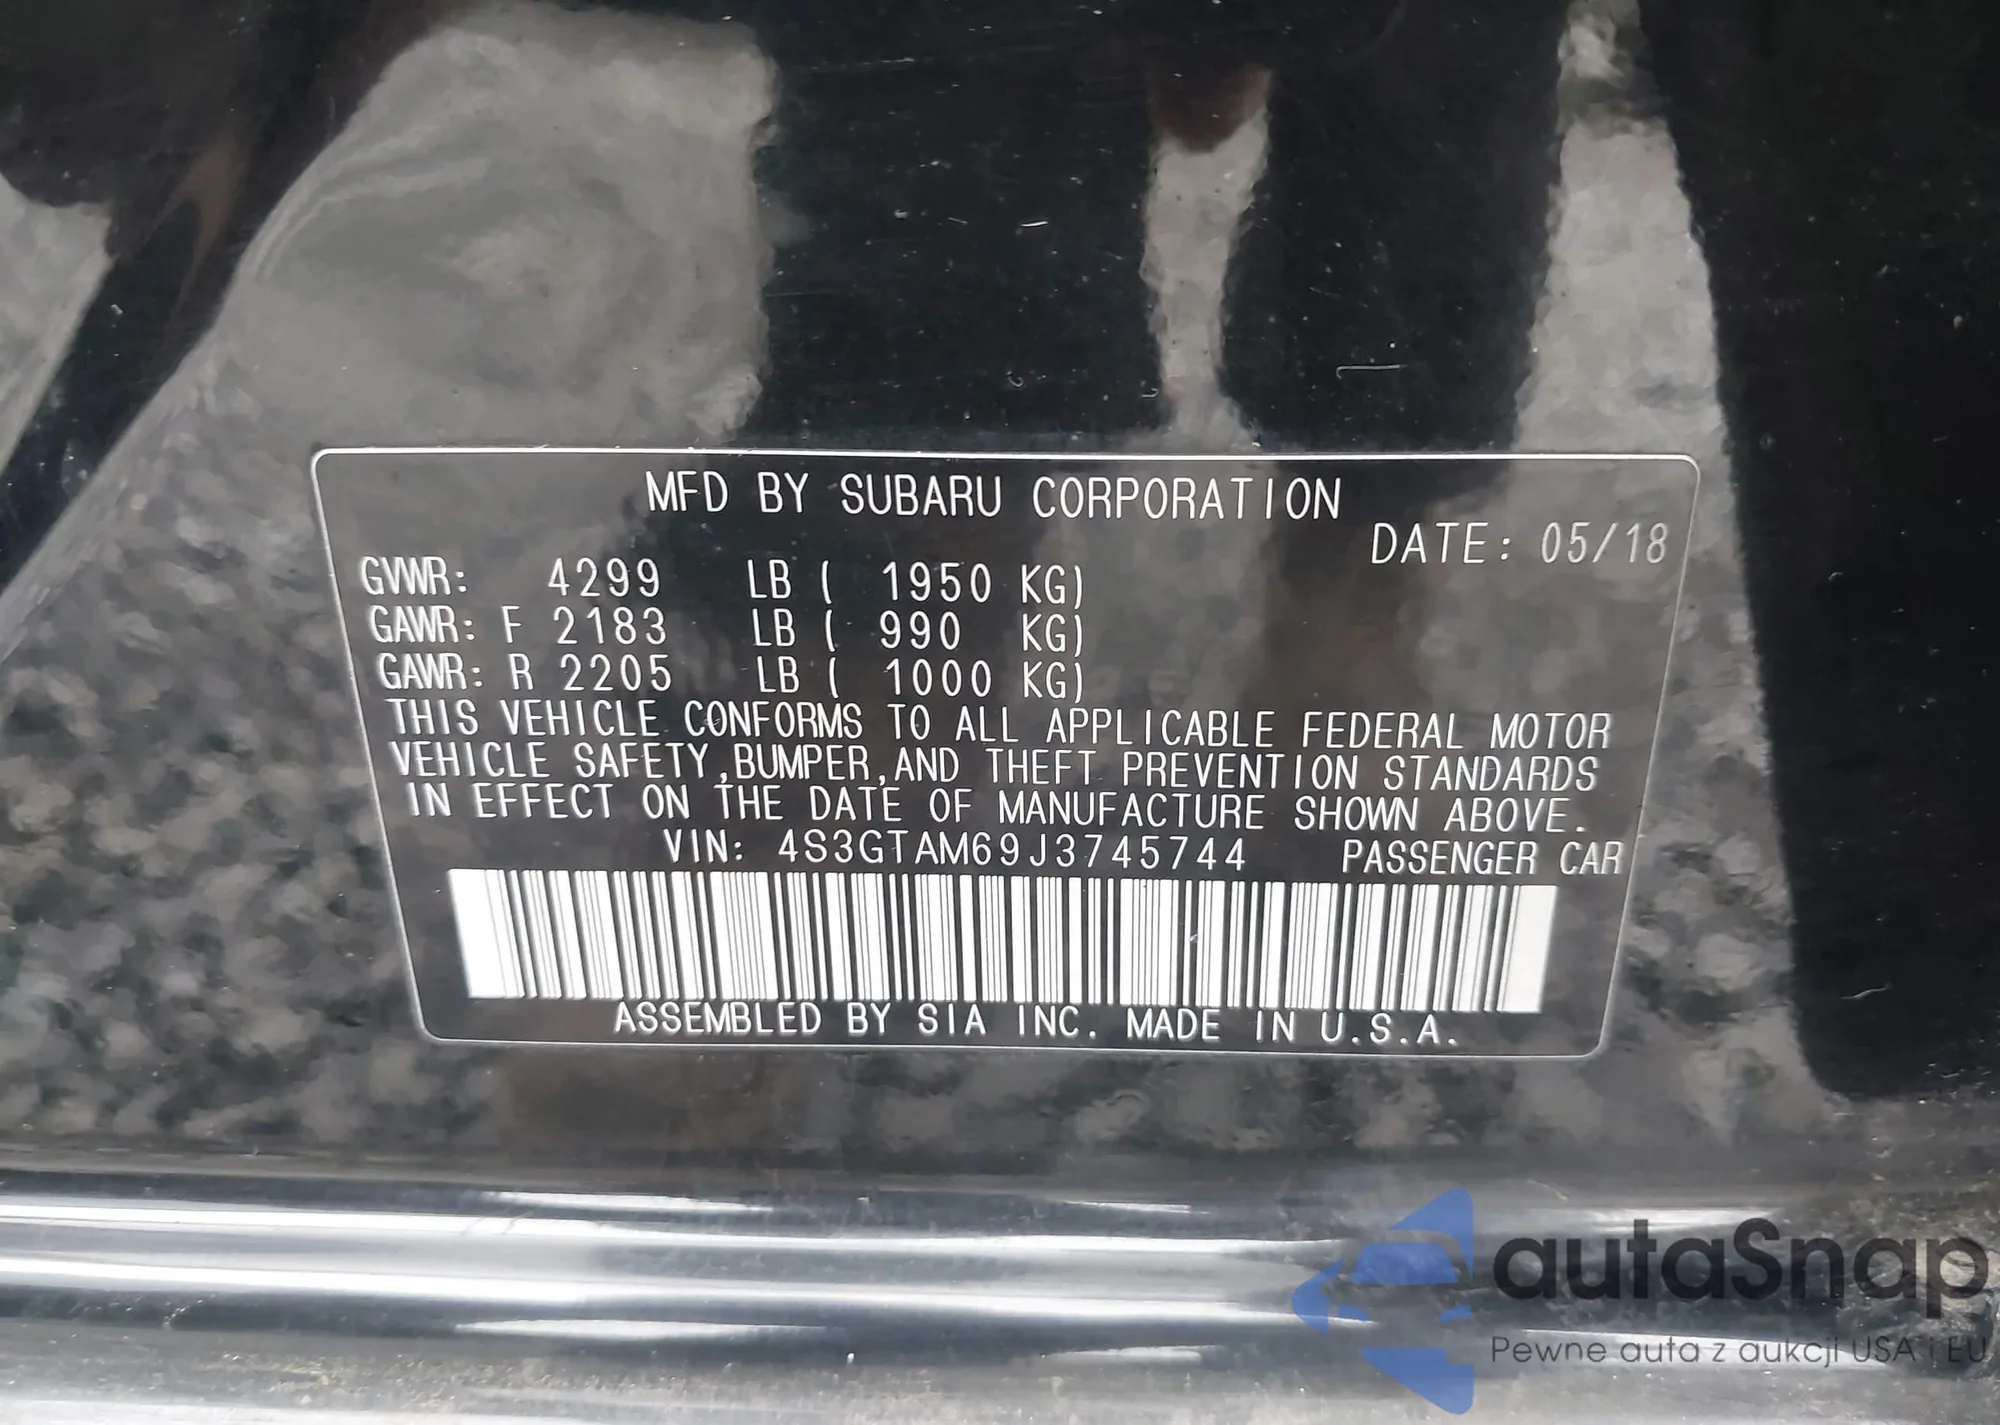 MFD BY SUBARU CORPORATION
DATE: 05/18
GVWR: 4299 LB ( 1950 KG)
GAWR: F 2183 LB ( 990 KG)
GAWR: R 2205 LB ( 1000 KG)
THIS VEHICLE CONFORMS TO ALL APPLICABLE FEDERAL MOTOR
VEHICLE SAFETY,BUMPER,AND THEFT PREVENTION STANDARDS
IN EFFECT ON THE DATE OF MANUFACTURE SHOWN ABOVE.
VIN: 4S3GTAM69J3745744 PASSENGER CAR
ASSEMBLED BY SIA INC. MADE IN U.S.A.
autaSnap
Pewne auta z aukcji USA i EU